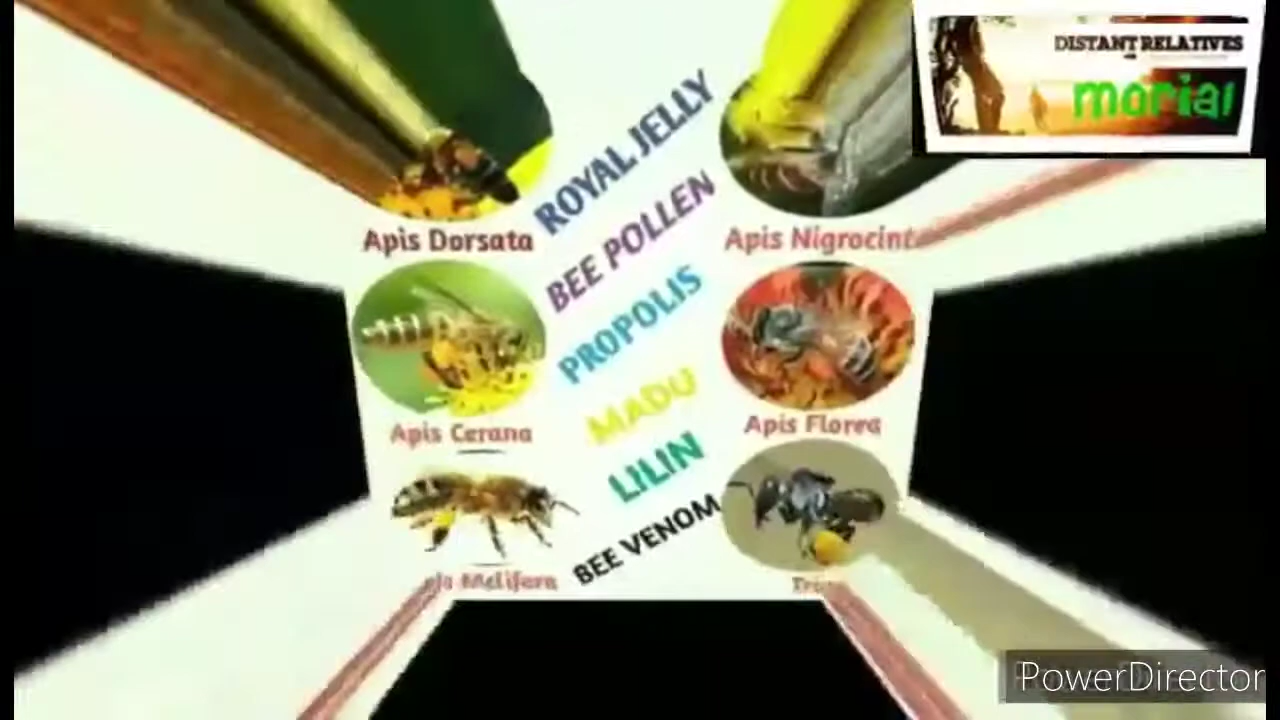 DISTANT RELATIVES
morial
ROYAL JELLY
BEE POLLEN
PROPOLIS
MADU
LILIN
BEE VENOM
Apis Dorsata
Apis Nigrocint
Apis Cerana
Apis Florea
Melifera
PowerDirector